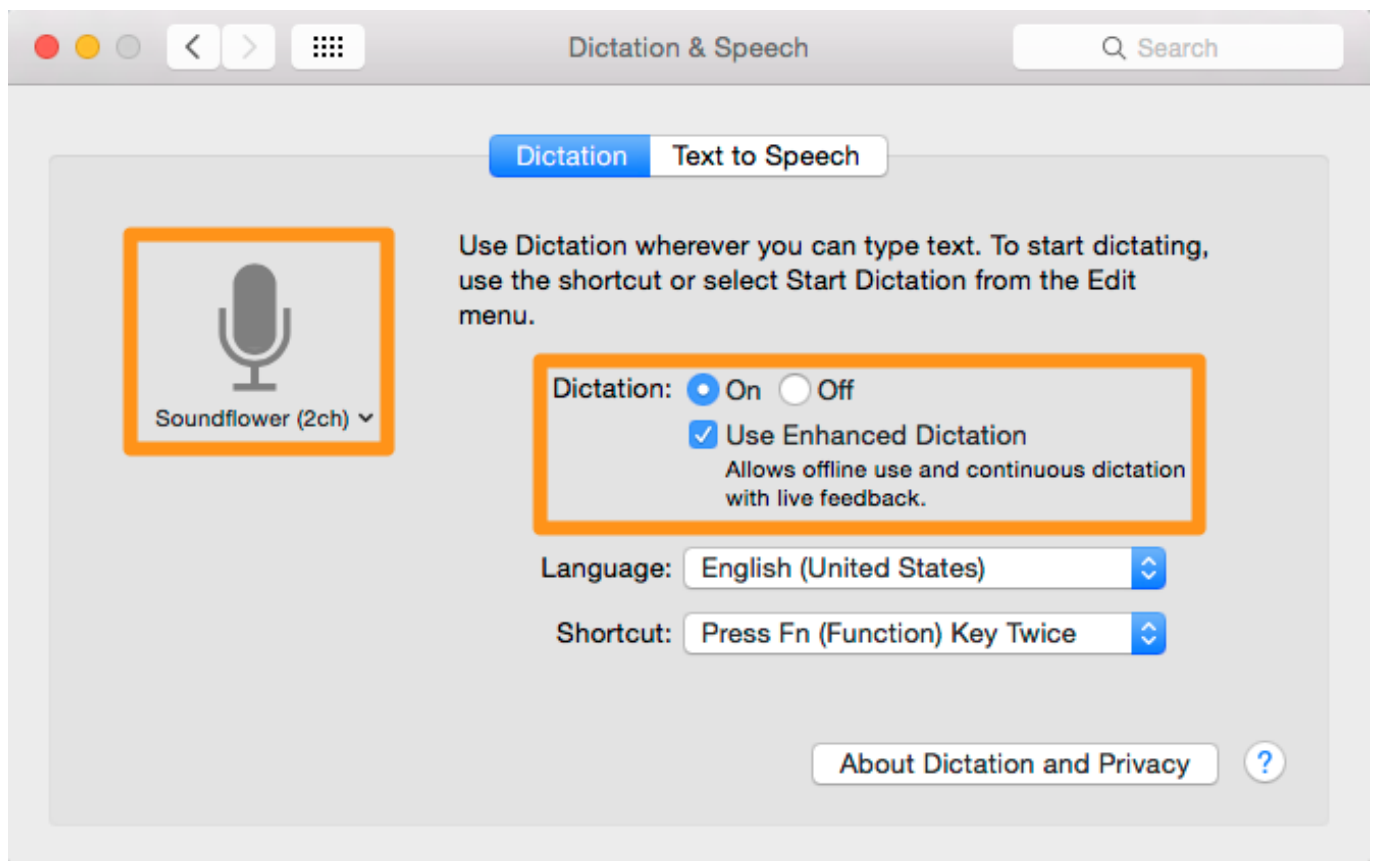 Dictation & Speech
Search
Dictation
Text to Speech
Use Dictation wherever you can type text. To start dictating,
use the shortcut or select Start Dictation from the Edit
menu.
Soundflower (2ch)
Dictation: On Off
Use Enhanced Dictation
Allows offline use and continuous dictation
with live feedback.
Language: English (United States)
Shortcut: Press Fn (Function) Key Twice
About Dictation and Privacy
?